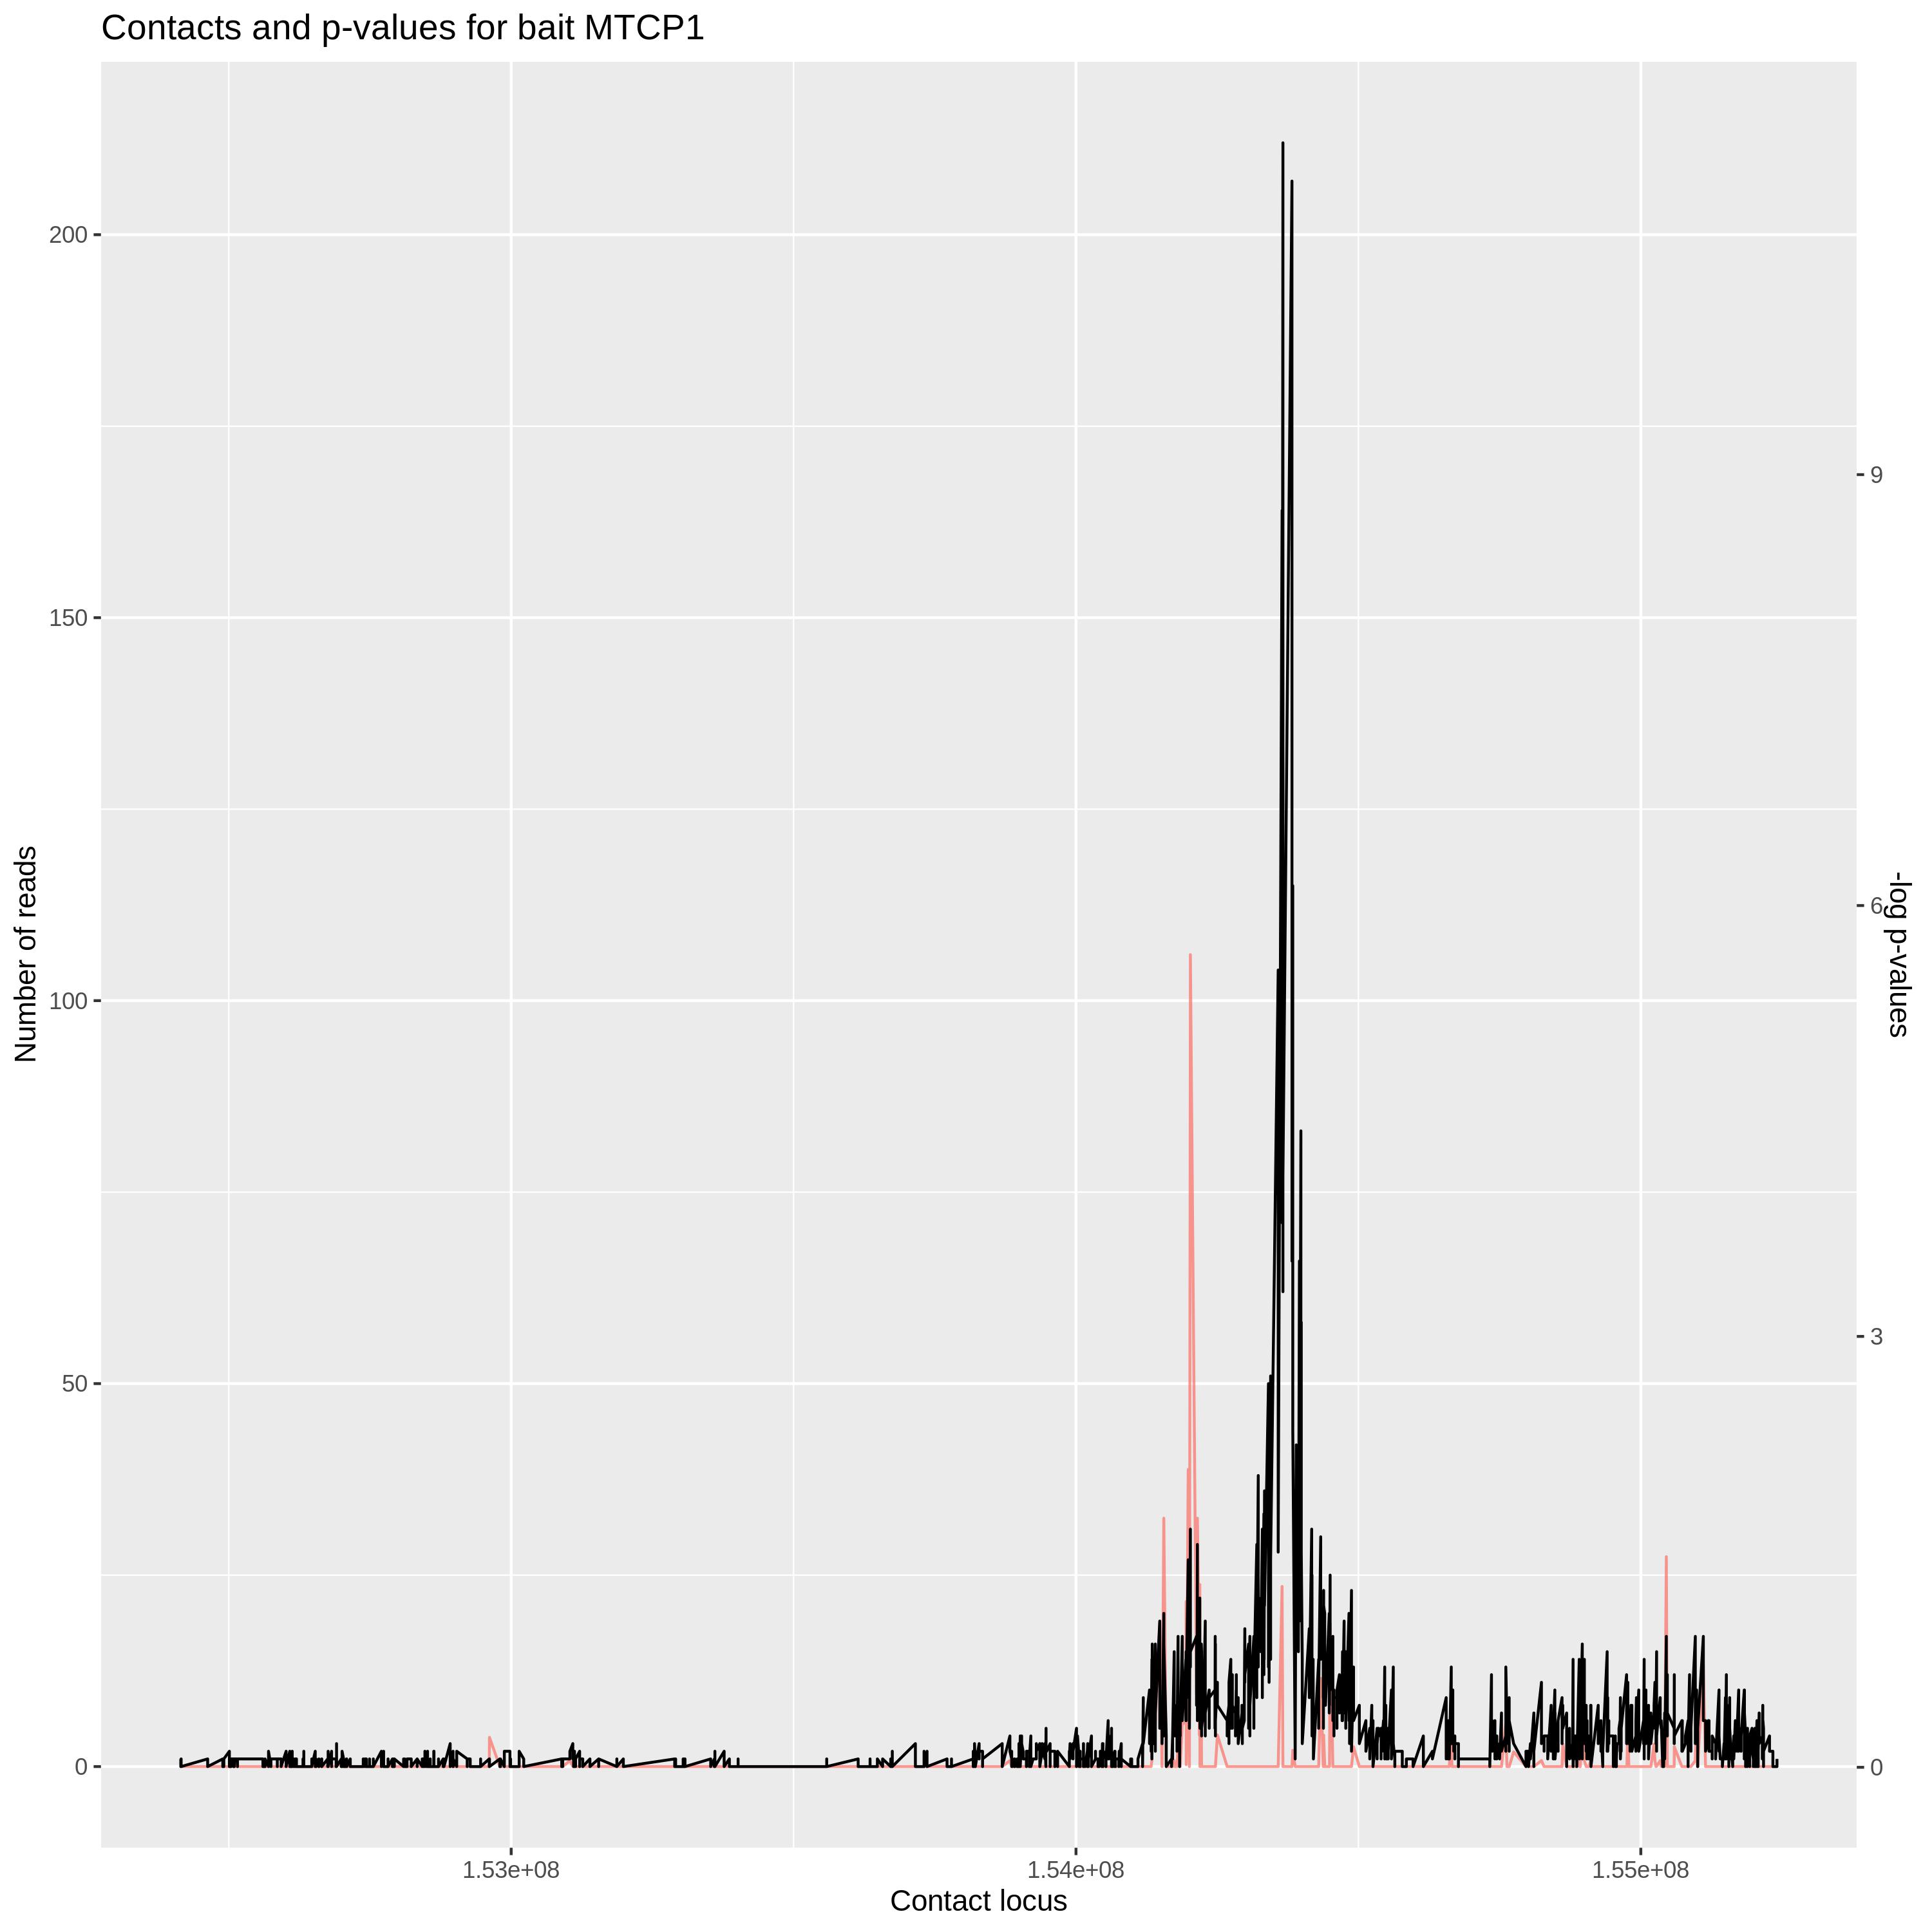 Contacts and p-values for bait MTCP1
200
150
100
50
0
9
6
3
0
Number of reads
-log p-values
1.53e+08
1.54e+08
1.55e+08
Contact locus